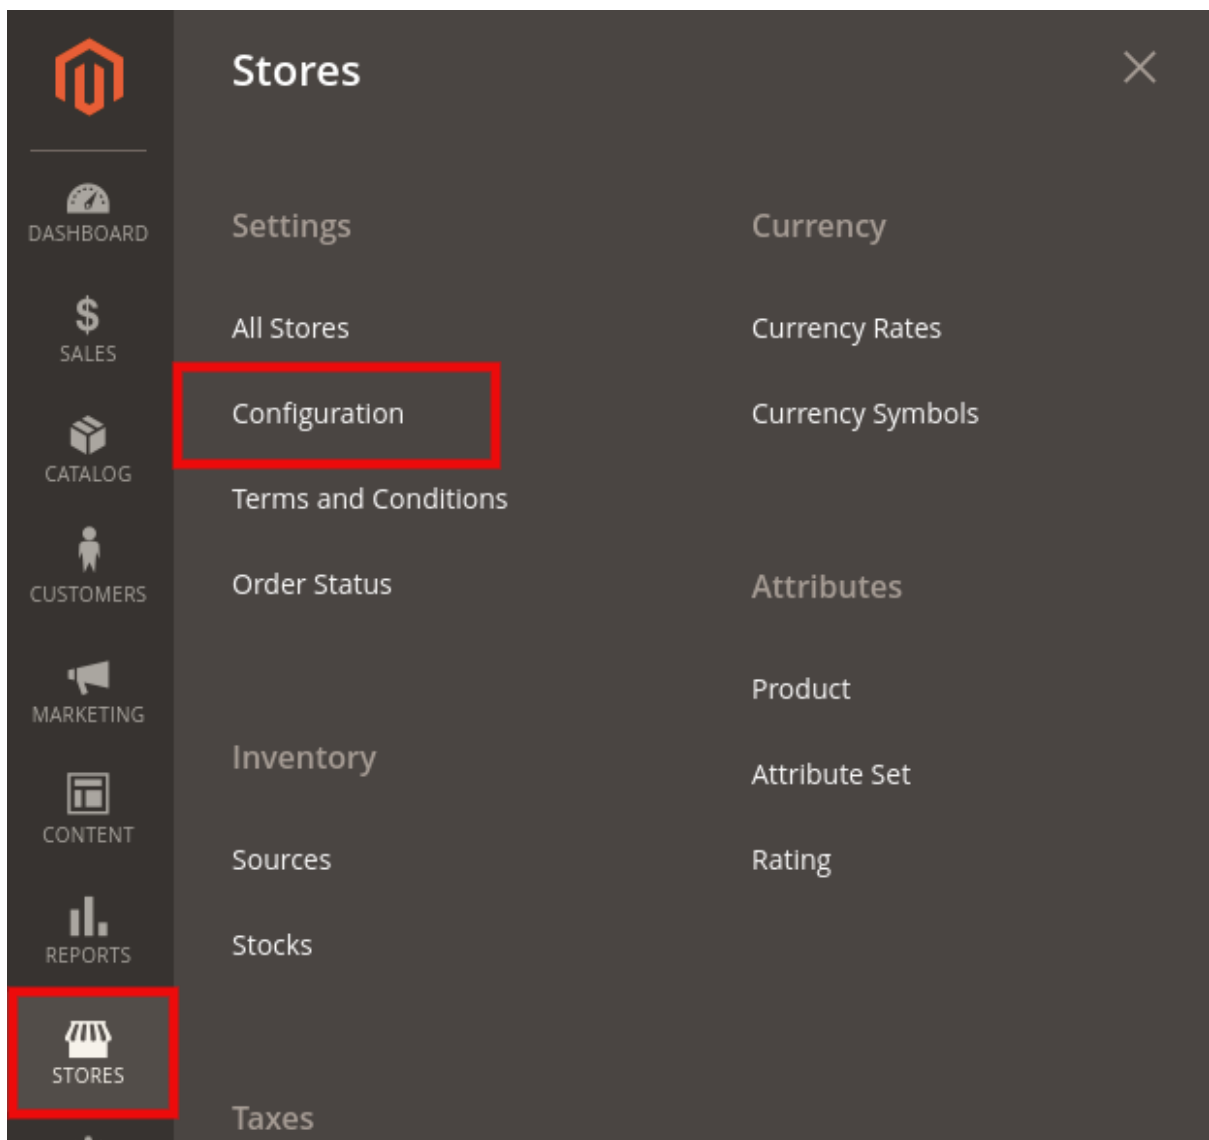 Stores
DASHBOARD
SALES
CATALOG
CUSTOMERS
MARKETING
CONTENT
REPORTS
STORES
Settings
All Stores
Configuration
Terms and Conditions
Order Status
Inventory
Sources
Stocks
Taxes
Currency
Currency Rates
Currency Symbols
Attributes
Product
Attribute Set
Rating